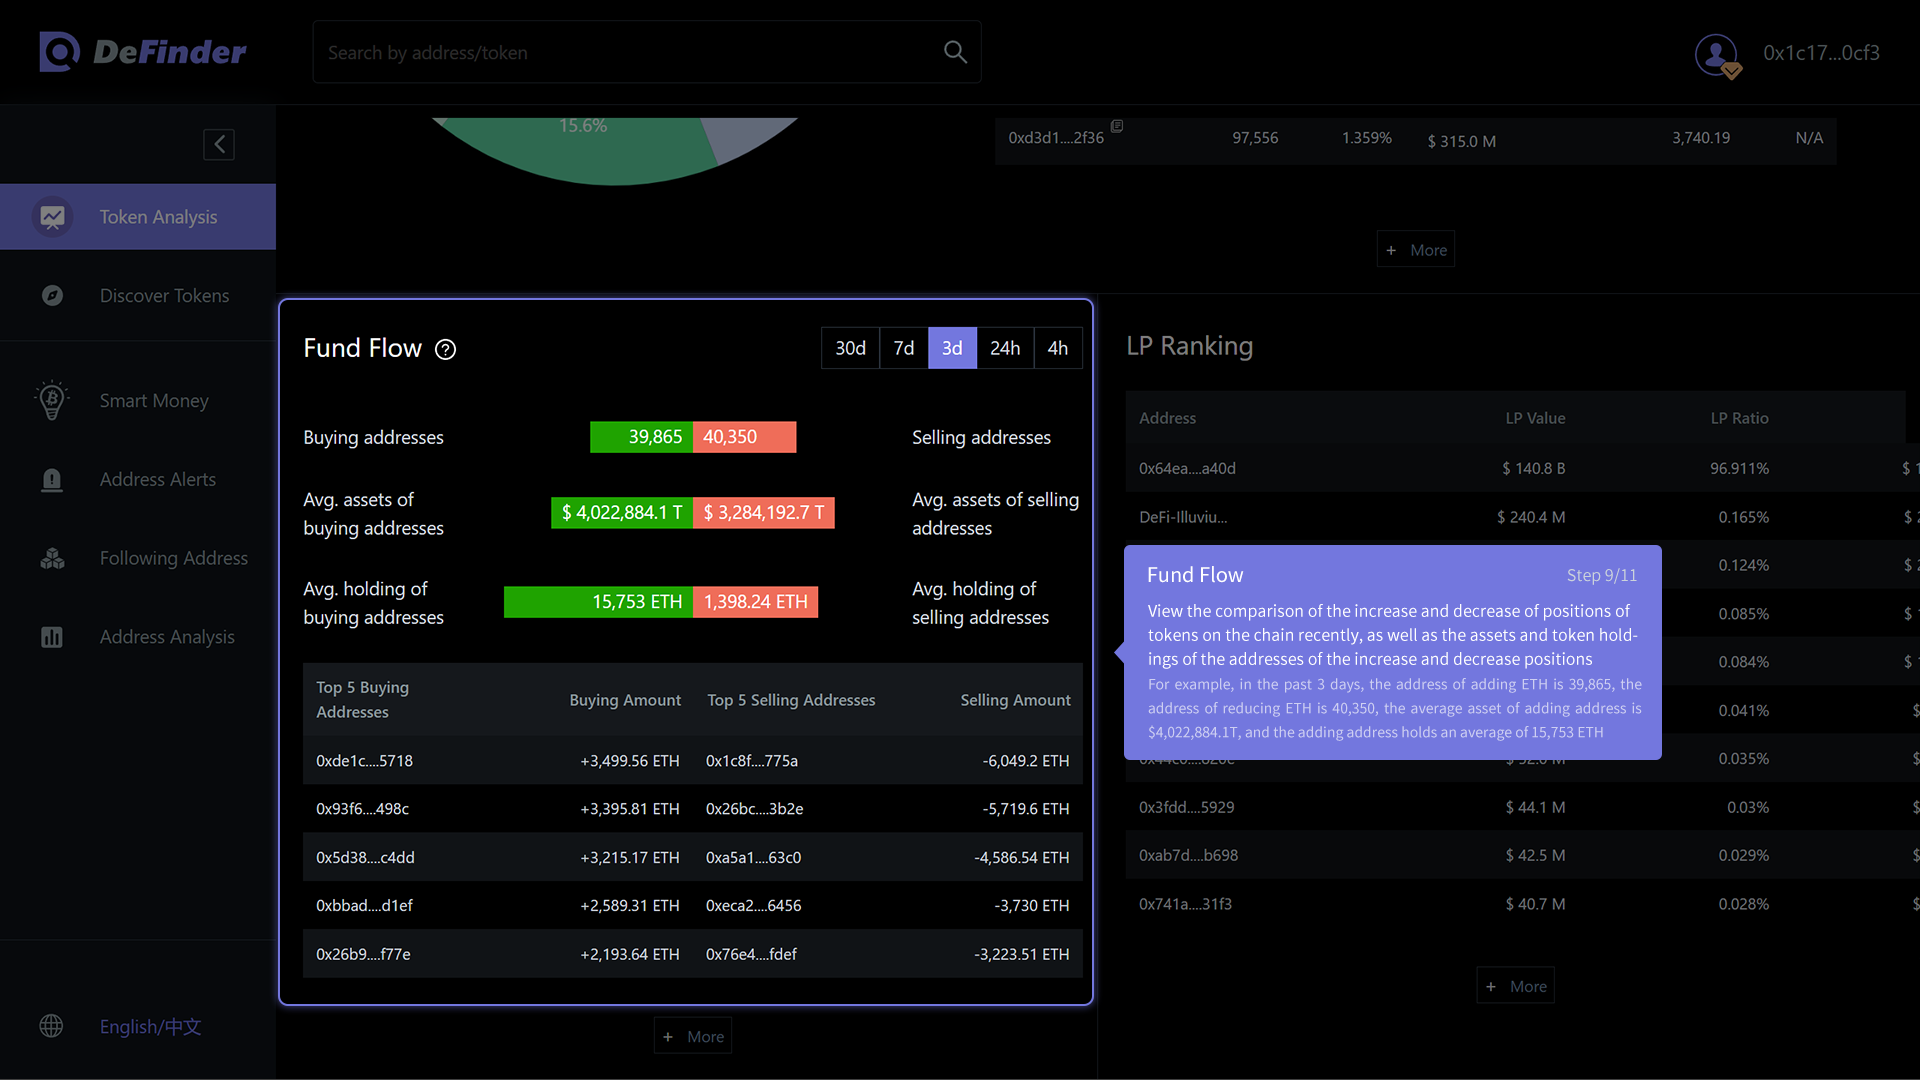 DeFinder
Search by address/token
0x1c17...0cf3
15.6%
0xd3d1....2f36 97,556 1.359% $ 315.0 M 3,740.19 N/A
+ More
Token Analysis
Discover Tokens
Smart Money
Address Alerts
Following Address
Address Analysis
English/中文
Fund Flow ?
30d 7d 3d 24h 4h
Buying addresses 39,865 40,350 Selling addresses
Avg. assets of
buying addresses
$ 4,022,884.1 T $ 3,284,192.7 T
Avg. assets of selling
addresses
Avg. holding of
buying addresses
15,753 ETH 1,398.24 ETH
Avg. holding of
selling addresses
Top 5 Buying
Addresses
Buying Amount Top 5 Selling Addresses Selling Amount
0xde1c....5718 +3,499.56 ETH 0x1c8f....775a -6,049.2 ETH
0x93f6....498c +3,395.81 ETH 0x26bc....3b2e -5,719.6 ETH
0x5d38....c4dd +3,215.17 ETH 0xa5a1....63c0 -4,586.54 ETH
0xbbad....d1ef +2,589.31 ETH 0xeca2....6456 -3,730 ETH
0x26b9....f77e +2,193.64 ETH 0x76e4....fdef -3,223.51 ETH
+ More
LP Ranking
Address LP Value LP Ratio
0x64ea....a40d $ 140.8 B 96.911% $
DeFi-Illuviu... $ 240.4 M 0.165% $
0.124% $
0.085% $
0.084% $
0.041% $
0.035% $
0x3fdd....5929 $ 44.1 M 0.03% $
0xab7d....b698 $ 42.5 M 0.029% $
0x741a....31f3 $ 40.7 M 0.028% $
+ More
Fund Flow Step 9/11
View the comparison of the increase and decrease of positions of
tokens on the chain recently, as well as the assets and token hold-
ings of the addresses of the increase and decrease positions
For example, in the past 3 days, the address of adding ETH is 39,865, the
address of reducing ETH is 40,350, the average asset of adding address is
$4,022,884.1T, and the adding address holds an average of 15,753 ETH